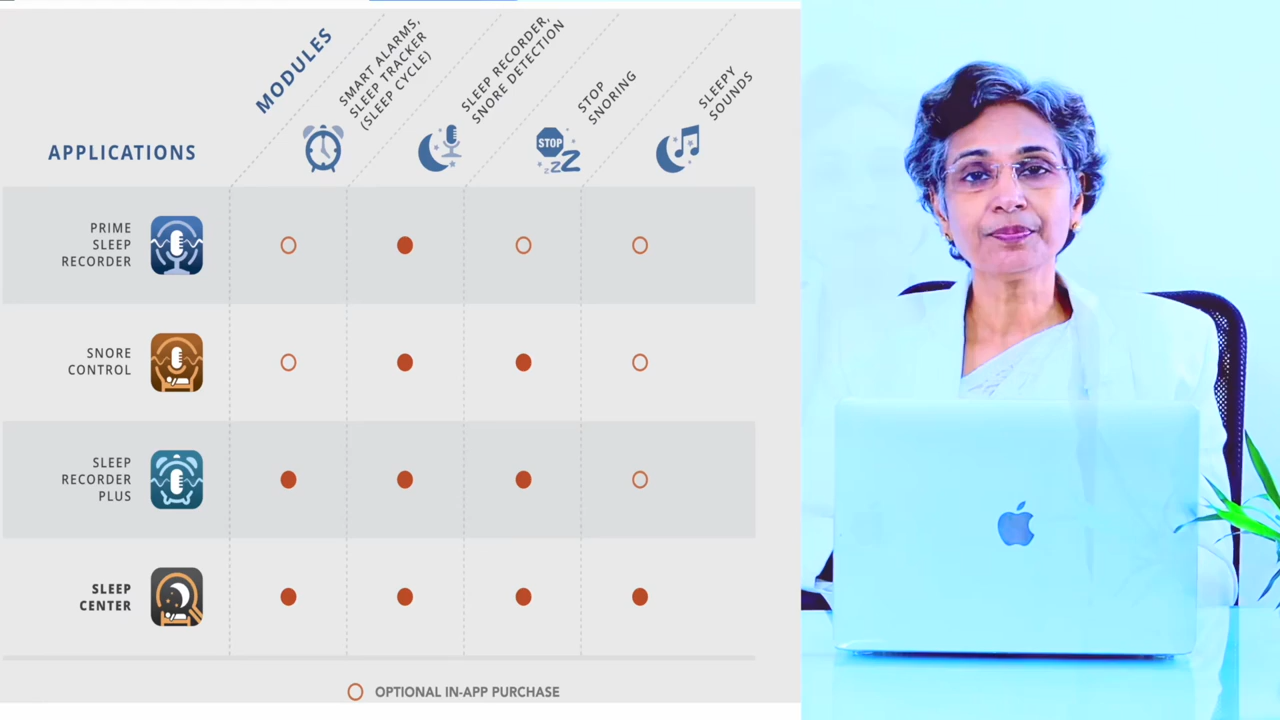 MODULES
SMART ALARMS,
SLEEP TRACKER
(SLEEP CYCLE)
SLEEP RECORDER,
SNORE DETECTION
STOP
SNORING
SLEEPY
SOUNDS
APPLICATIONS
STOP
z z Z
PRIME
SLEEP
RECORDER
SNORE
CONTROL
SLEEP
RECORDER
PLUS
SLEEP
CENTER
OPTIONAL IN-APP PURCHASE